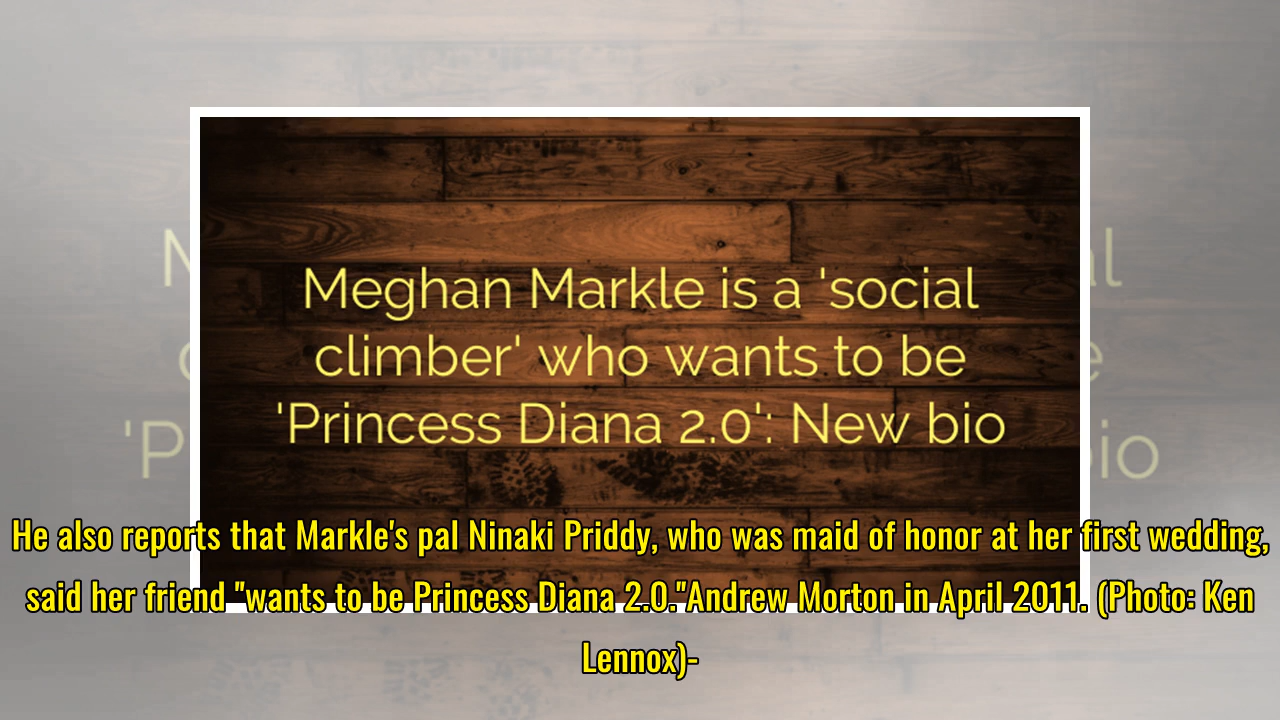 Meghan Markle is a 'social
climber' who wants to be
'Princess Diana 2.0': New bio
He also reports that Markle's pal Ninaki Priddy, who was maid of honor at her first wedding,
said her friend "wants to be Princess Diana 2.0."Andrew Morton in April 2011. (Photo: Ken
Lennox)-